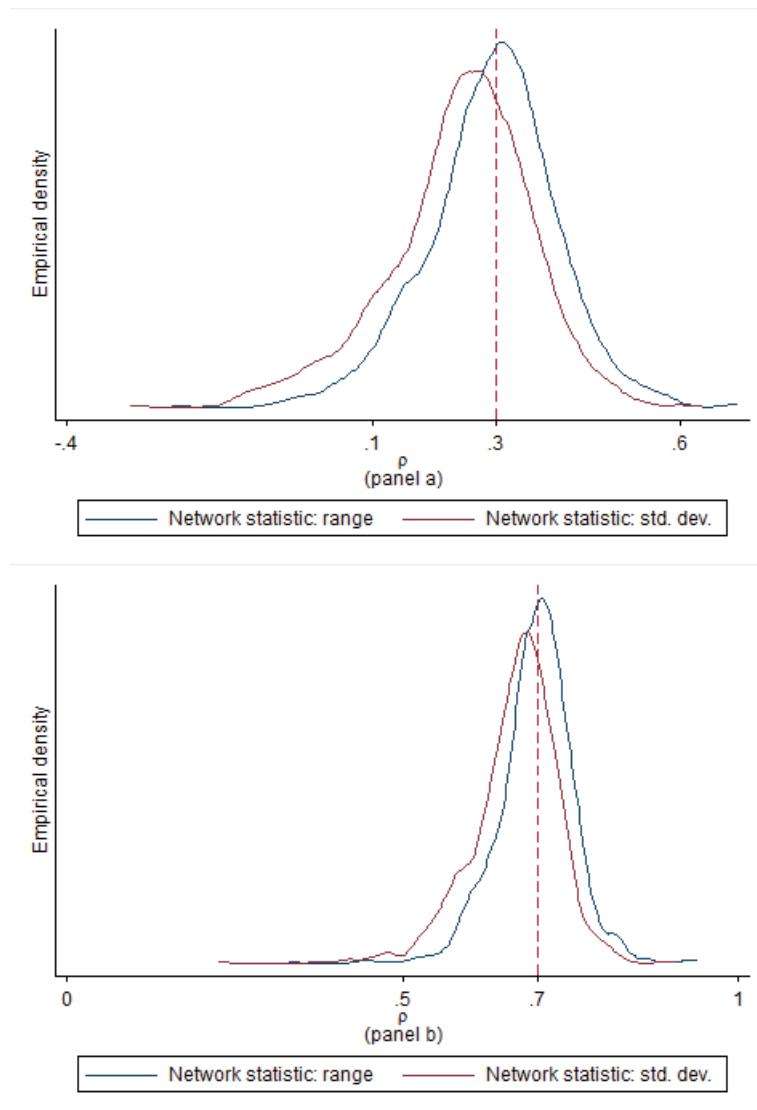 Empirical density
-.4 .1 .3 .6
ρ
(panel a)
Network statistic: range Network statistic: std. dev.
Empirical density
0 .5 .7 1
ρ
(panel b)
Network statistic: range Network statistic: std. dev.